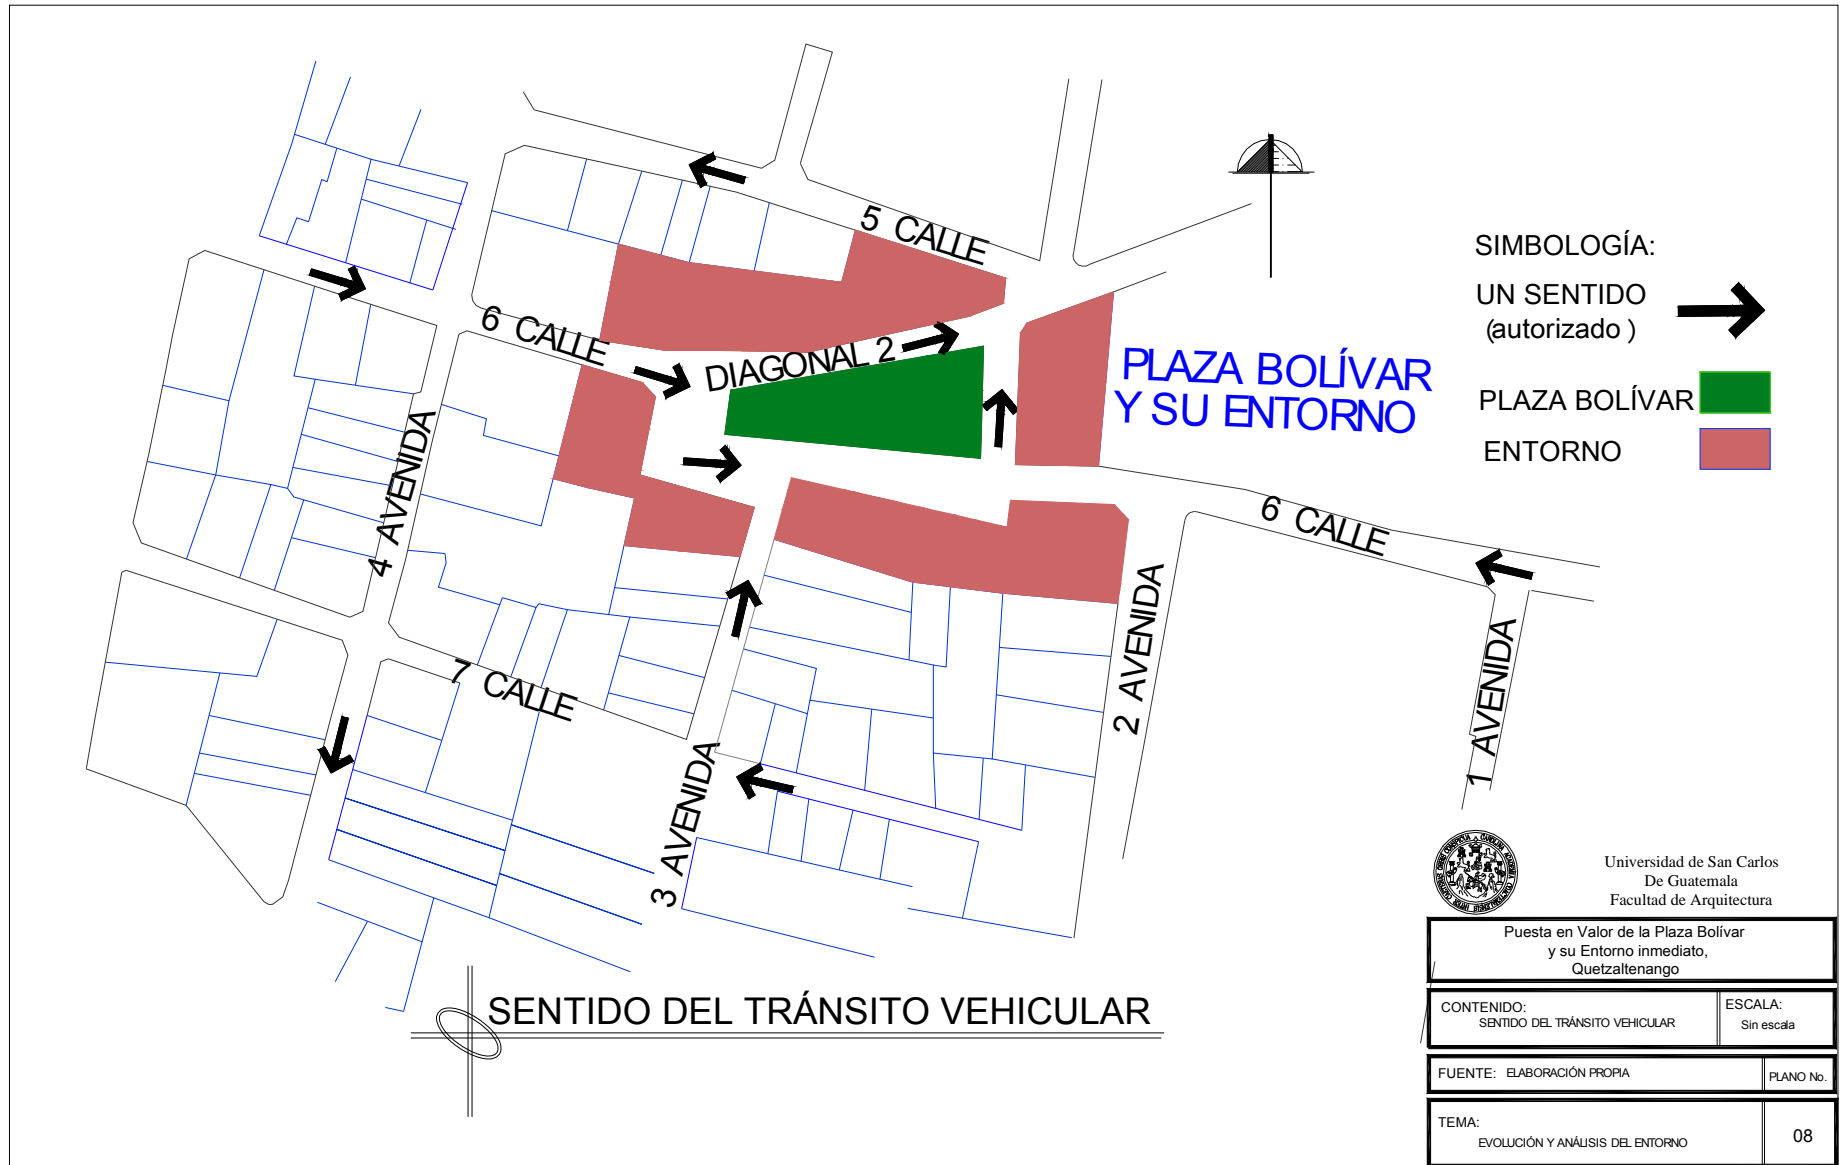 5 CALLE
6 CALLE
DIAGONAL 2
PLAZA BOLÍVAR
Y SU ENTORNO
4 AVENIDA
6 CALLE
2 AVENIDA
1 AVENIDA
7 CALLE
3 AVENIDA
SIMBOLOGÍA:
UN SENTIDO
(autorizado )
PLAZA BOLÍVAR
ENTORNO
SENTIDO DEL TRÁNSITO VEHICULAR
Universidad de San Carlos
De Guatemala
Facultad de Arquitectura
Puesta en Valor de la Plaza Bolívar
y su Entorno inmediato,
Quetzaltenango
CONTENIDO:
SENTIDO DEL TRÁNSITO VEHICULAR
ESCALA:
Sin escala
FUENTE: ELABORACIÓN PROPIA
PLANO No.
TEMA:
EVOLUCIÓN Y ANÁLISIS DEL ENTORNO
08